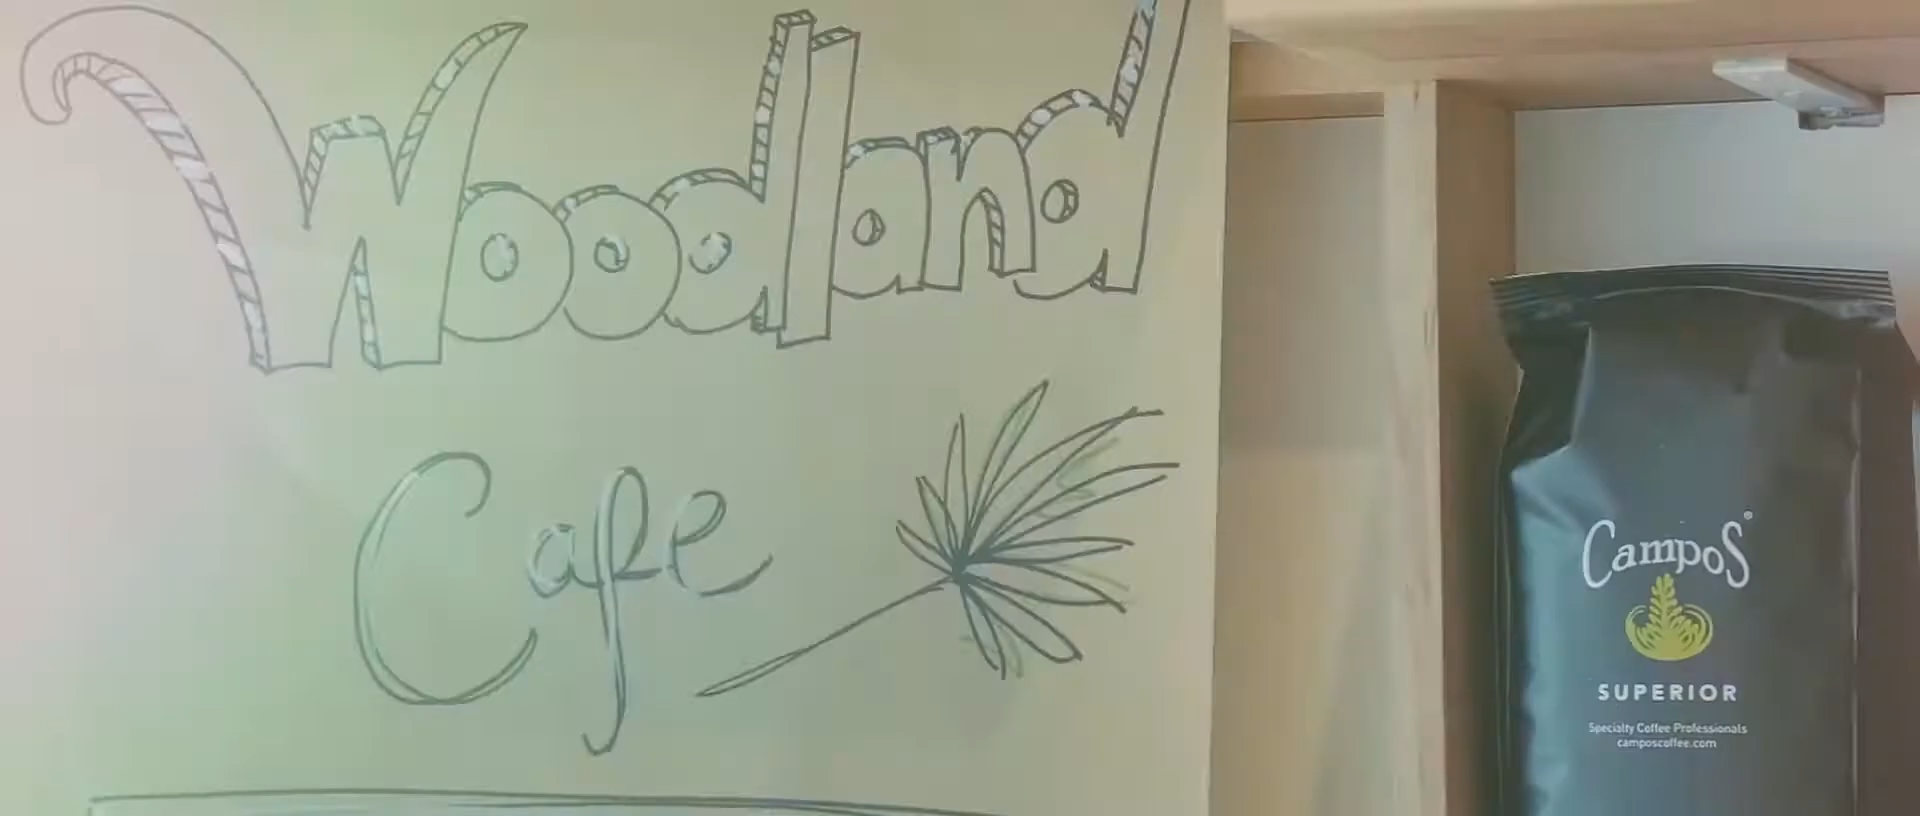 Woodland
Cafe
Campos®
SUPERIOR
Specialty Coffee Professionals
camposcoffee.com